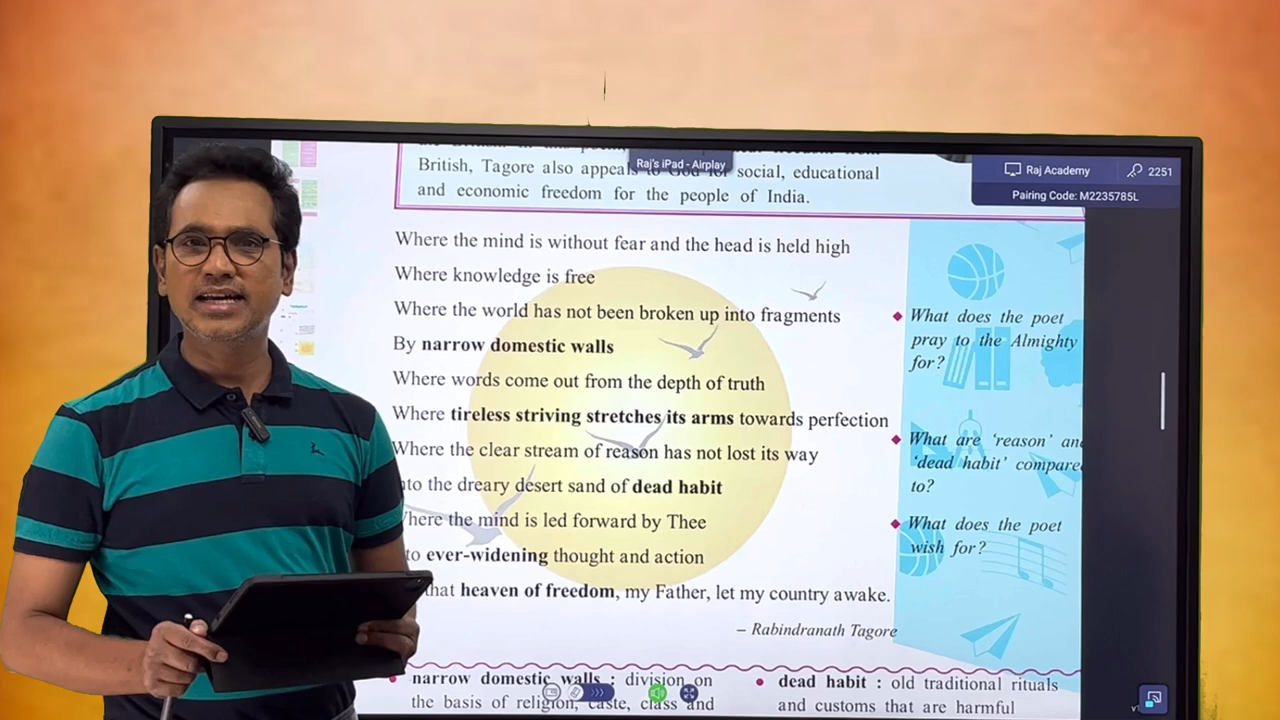 British, Tagore also appeals to God for social, educational
and economic freedom for the people of India.
Raj's iPad - Airplay
Raj Academy
2251
Pairing Code: M2235785L
Where the mind is without fear and the head is held high
Where knowledge is free
Where the world has not been broken up into fragments
By narrow domestic walls
Where words come out from the depth of truth
Where tireless striving stretches its arms towards perfection
Where the clear stream of reason has not lost its way
nto the dreary desert sand of dead habit
here the mind is led forward by Thee
to ever-widening thought and action
that heaven of freedom, my Father, let my country awake.
– Rabindranath Tagore
What does the poet
pray to the Almighty
for?
What are 'reason' an
'dead habit' compare
to?
What does the poet
wish for?
narrow domestic walls : division on
the basis of religion, caste, class and
dead habit : old traditional rituals
and customs that are harmful